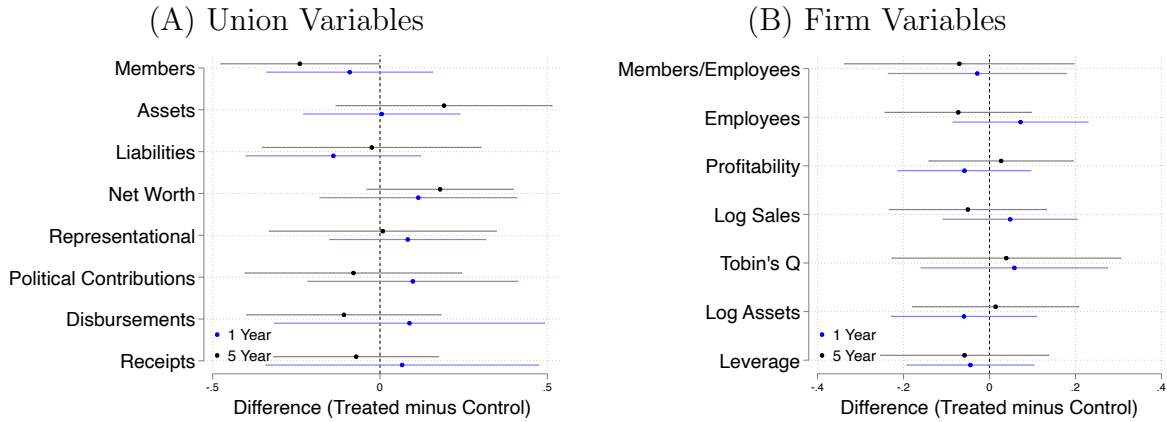 (A) Union Variables
Members
Assets
Liabilities
Net Worth
Representational
Political Contributions
Disbursements
Receipts
1 Year
5 Year
-.5
0
.5
Difference (Treated minus Control)
(B) Firm Variables
Members/Employees
Employees
Profitability
Log Sales
Tobin's Q
Log Assets
Leverage
1 Year
5 Year
-.4
-.2
0
.2
.4
Difference (Treated minus Control)